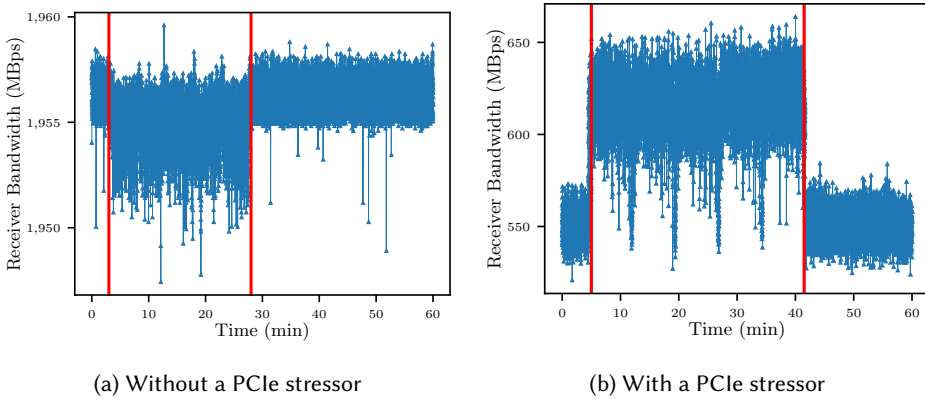 Receiver Bandwidth (MBps)
1,960
1,955
1,950
0 10 20 30 40 50 60
Time (min)
(a) Without a PCIe stressor
Receiver Bandwidth (MBps)
650
600
550
0 10 20 30 40 50 60
Time (min)
(b) With a PCIe stressor